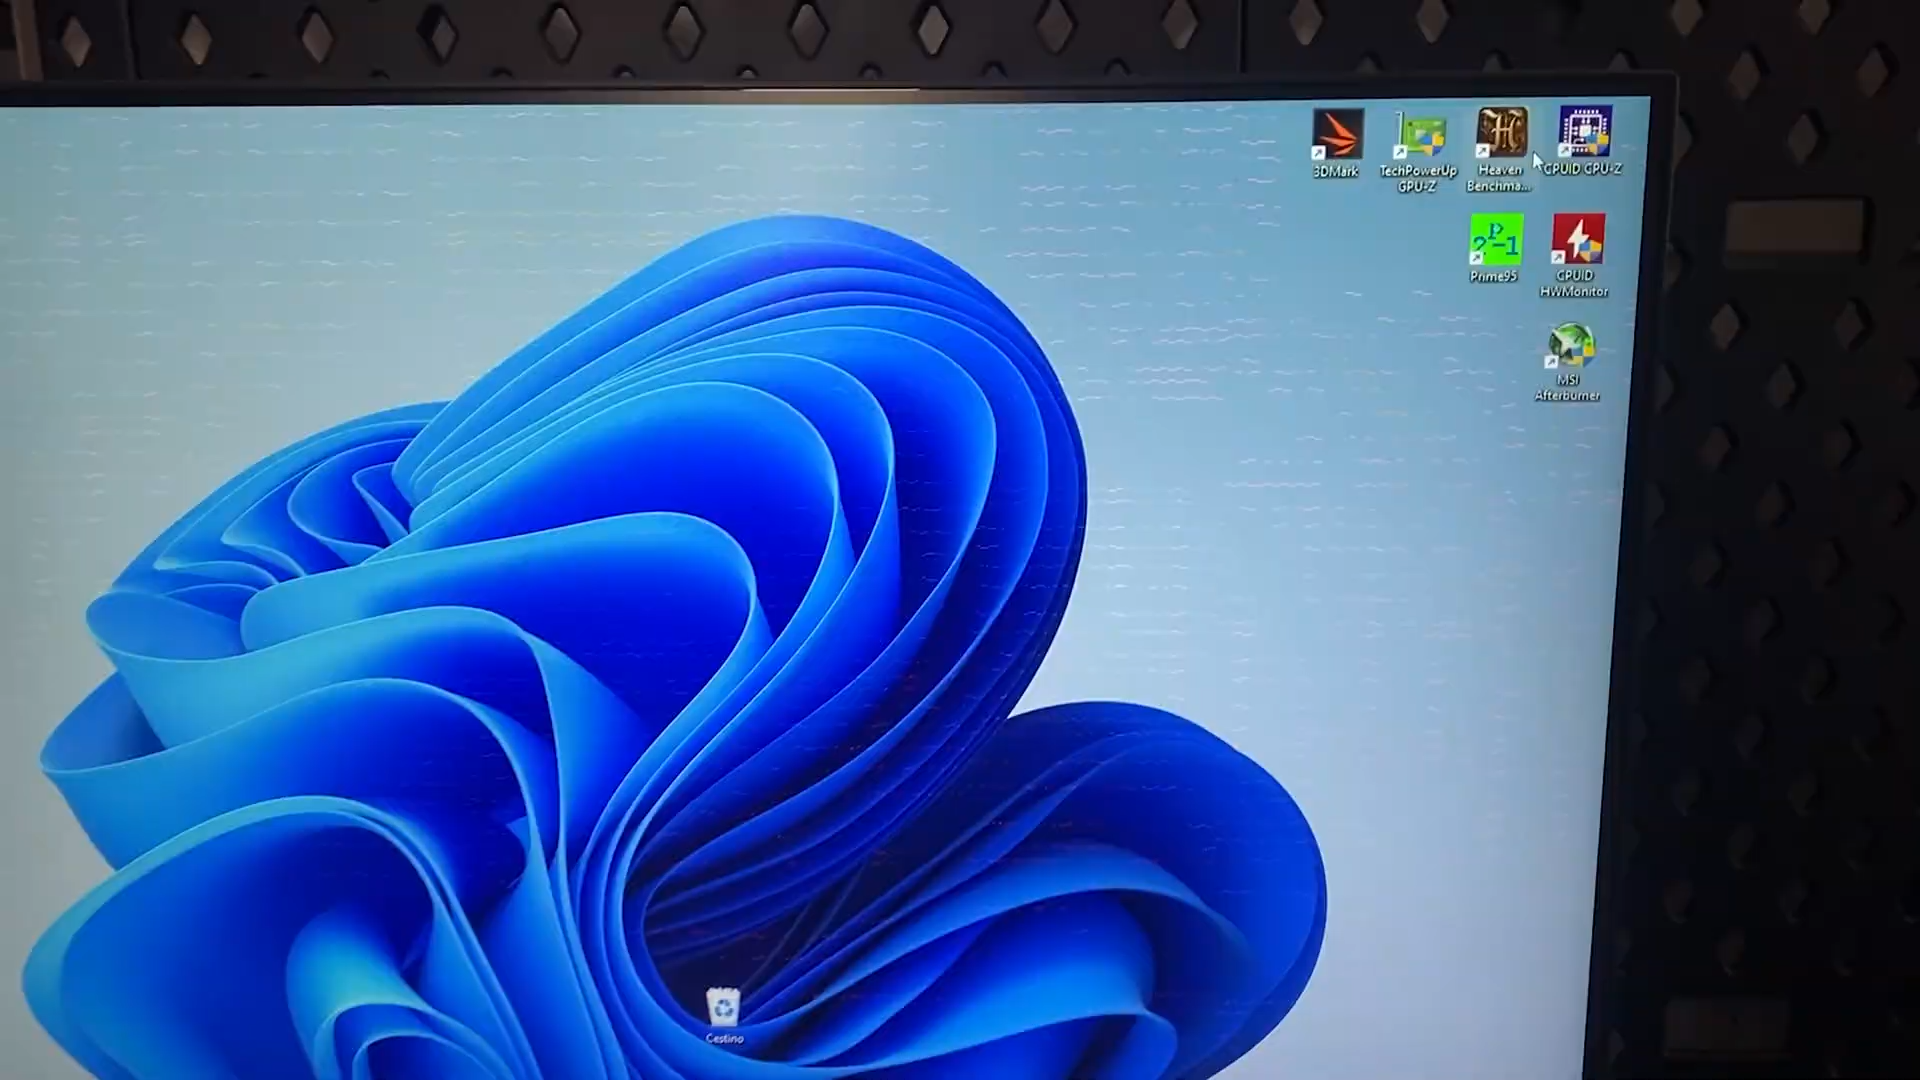 3DMark
TechPowerUp
GPU-Z
Heaven
Benchma...
CPUID CPU-Z
Prime95
CPUID
HWMonitor
MSI
Afterburner
Cestino